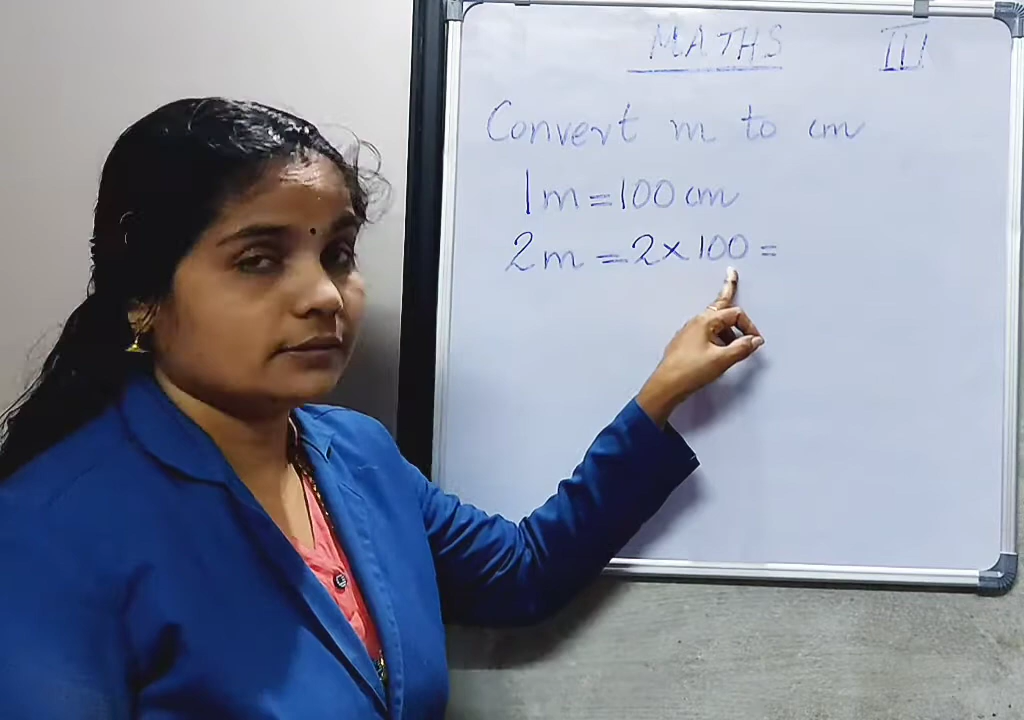 MATHS III
Convert m to cm
1m = 100 cm
2m = 2 × 100 =